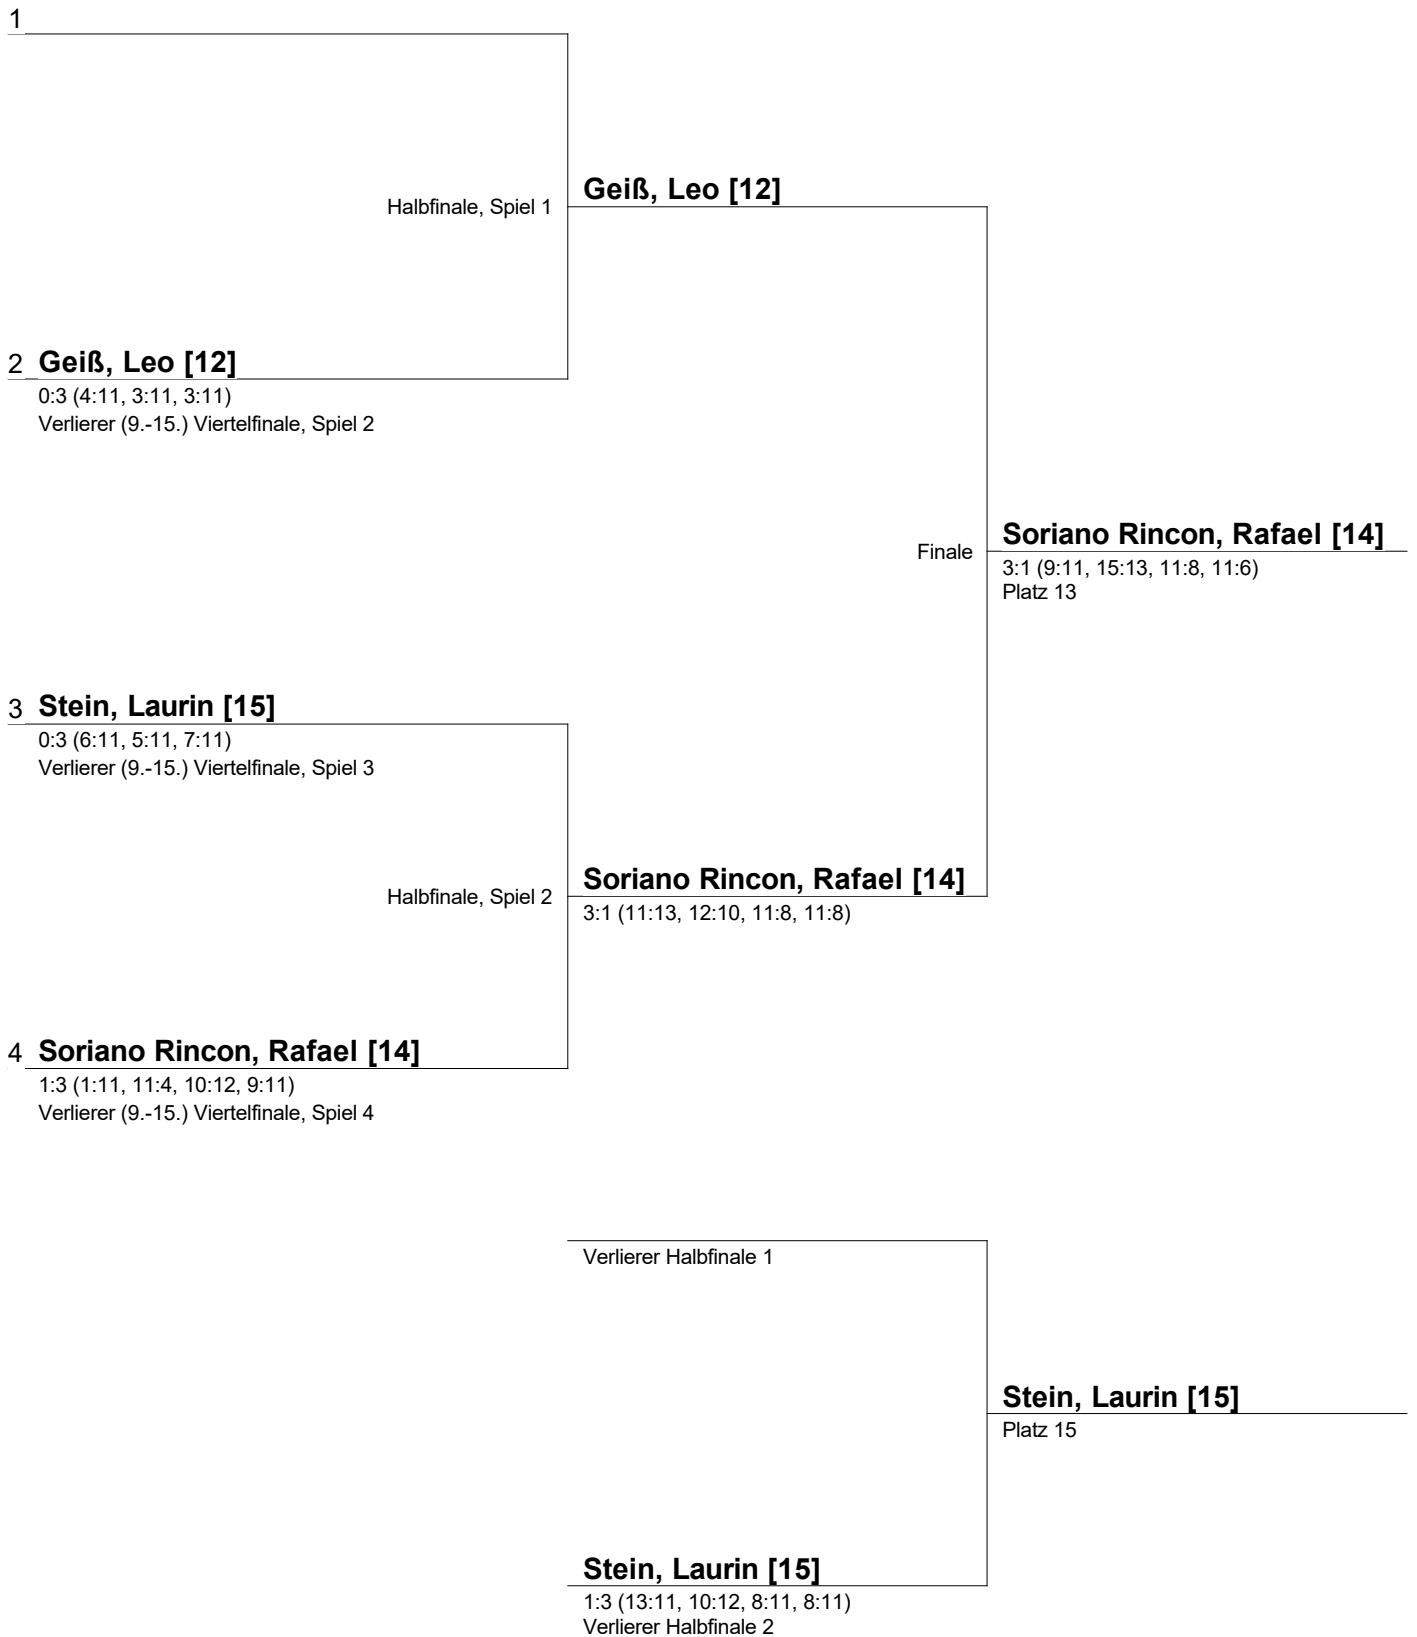 1
Geiß, Leo [12]
Halbfinale, Spiel 1
2 Geiß, Leo [12]
0:3 (4:11, 3:11, 3:11)
Verlierer (9.-15.) Viertelfinale, Spiel 2
Soriano Rincon, Rafael [14]
Finale
3:1 (9:11, 15:13, 11:8, 11:6)
Platz 13
3 Stein, Laurin [15]
0:3 (6:11, 5:11, 7:11)
Verlierer (9.-15.) Viertelfinale, Spiel 3
Soriano Rincon, Rafael [14]
Halbfinale, Spiel 2
3:1 (11:13, 12:10, 11:8, 11:8)
4 Soriano Rincon, Rafael [14]
1:3 (1:11, 11:4, 10:12, 9:11)
Verlierer (9.-15.) Viertelfinale, Spiel 4
Verlierer Halbfinale 1
Stein, Laurin [15]
Platz 15
Stein, Laurin [15]
1:3 (13:11, 10:12, 8:11, 8:11)
Verlierer Halbfinale 2